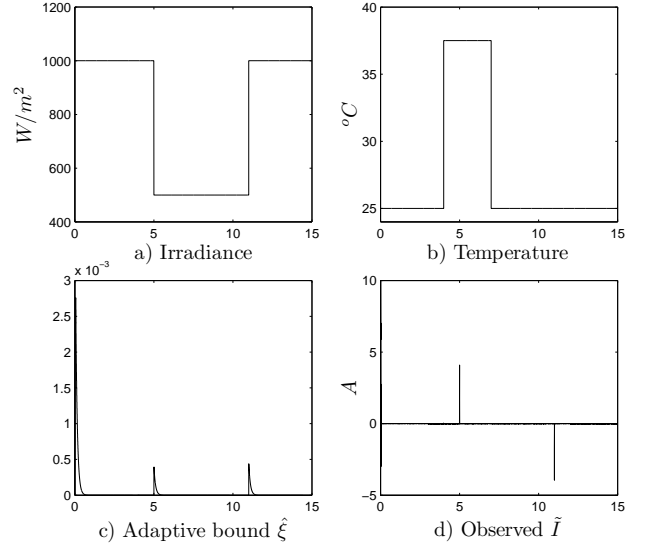 1200
1000
800
600
400
W/m²
0 5 10 15
a) Irradiance
40
35
30
25
°C
0 5 10 15
b) Temperature
x 10⁻³
3
2.5
2
1.5
1
0.5
0
0 5 10 15
c) Adaptive bound ξ̂
10
5
0
−5
A
0 5 10 15
d) Observed Ĩ